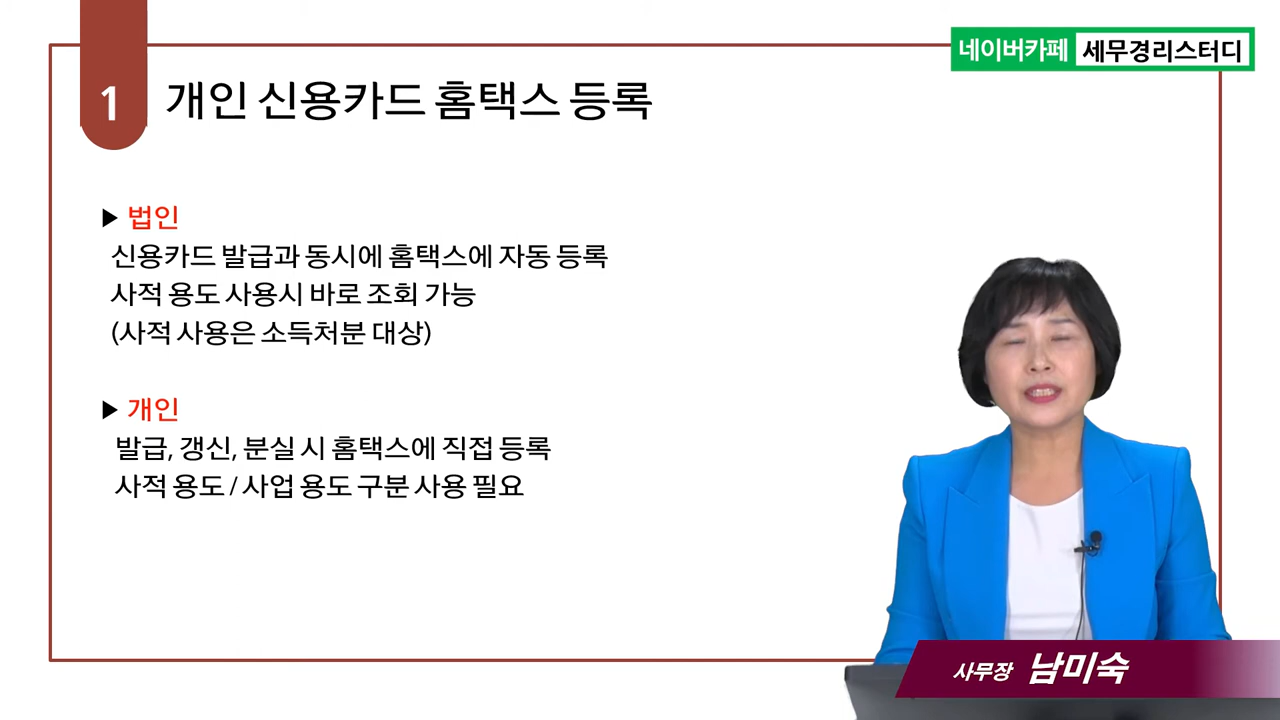 네이버카페 세무경리스터디
1 개인 신용카드 홈택스 등록
▶ 법인
신용카드 발급과 동시에 홈택스에 자동 등록
사적 용도 사용시 바로 조회 가능
(사적 사용은 소득처분 대상)
▶ 개인
발급, 갱신, 분실 시 홈택스에 직접 등록
사적 용도 / 사업 용도 구분 사용 필요
사무장 남미숙